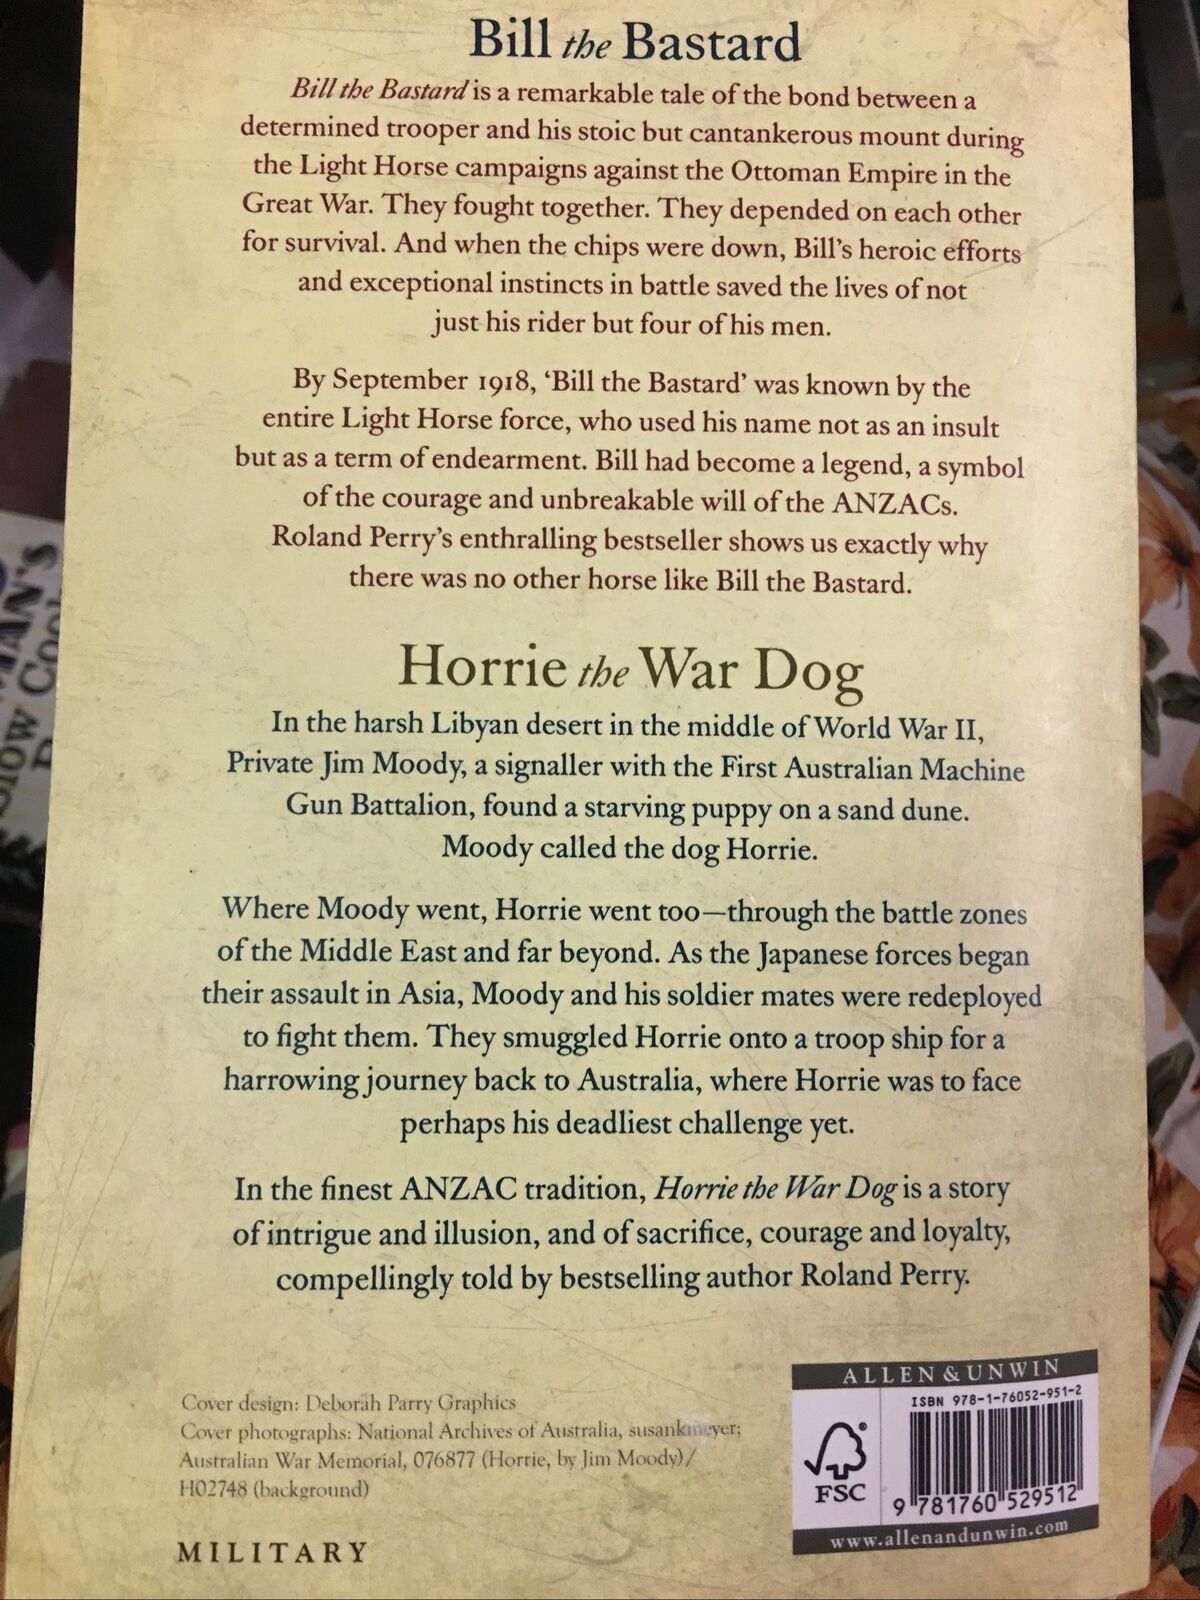 Bill the Bastard
Bill the Bastard is a remarkable tale of the bond between a
determined trooper and his stoic but cantankerous mount during
the Light Horse campaigns against the Ottoman Empire in the
Great War. They fought together. They depended on each other
for survival. And when the chips were down, Bill's heroic efforts
and exceptional instincts in battle saved the lives of not
just his rider but four of his men.
By September 1918, 'Bill the Bastard' was known by the
entire Light Horse force, who used his name not as an insult
but as a term of endearment. Bill had become a legend, a symbol
of the courage and unbreakable will of the ANZACs.
Roland Perry's enthralling bestseller shows us exactly why
there was no other horse like Bill the Bastard.
Horrie the War Dog
In the harsh Libyan desert in the middle of World War II,
Private Jim Moody, a signaller with the First Australian Machine
Gun Battalion, found a starving puppy on a sand dune.
Moody called the dog Horrie.
Where Moody went, Horrie went too—through the battle zones
of the Middle East and far beyond. As the Japanese forces began
their assault in Asia, Moody and his soldier mates were redeployed
to fight them. They smuggled Horrie onto a troop ship for a
harrowing journey back to Australia, where Horrie was to face
perhaps his deadliest challenge yet.
In the finest ANZAC tradition, Horrie the War Dog is a story
of intrigue and illusion, and of sacrifice, courage and loyalty,
compellingly told by bestselling author Roland Perry.
Cover design: Deborah Parry Graphics
Cover photographs: National Archives of Australia,
Australian War Memorial, 076877 (Horrie, by Jim Moody)/
H02748 (background)
MILITARY
ALLEN & UNWIN
ISBN 978-1-76052-951-2
FSC
9 781760 529512
www.allenandunwin.com